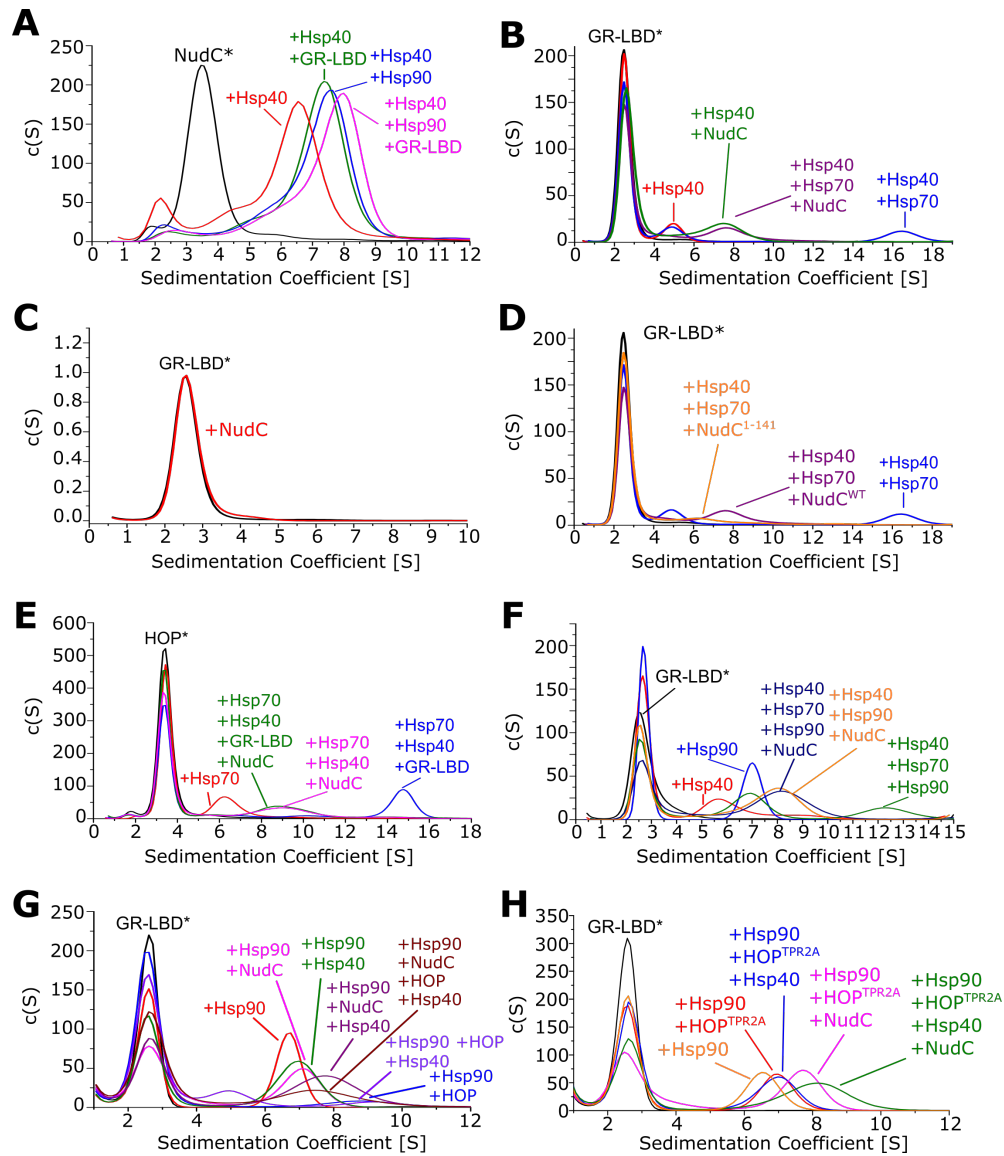 A
NudC*
+Hsp40
+Hsp40
+GR-LBD
+Hsp40
+Hsp90
+Hsp40
+Hsp90
+GR-LBD
c(S)
250
200
150
100
50
0
0 1 2 3 4 5 6 7 8 9 10 11 12
Sedimentation Coefficient [S]
B
GR-LBD*
+Hsp40
+Hsp40
+NudC
+Hsp40
+Hsp70
+NudC
+Hsp40
+Hsp70
c(S)
200
150
100
50
0
0 2 4 6 8 10 12 14 16 18
Sedimentation Coefficient [S]
C
GR-LBD*
+NudC
c(S)
1.2
1.0
0.8
0.6
0.4
0.2
0.0
0 1 2 3 4 5 6 7 8 9 10
Sedimentation Coefficient [S]
D
GR-LBD*
+Hsp40
+Hsp70
+NudC1-141
+Hsp40
+Hsp70
+NudCWT
+Hsp40
+Hsp70
c(S)
200
150
100
50
0
0 2 4 6 8 10 12 14 16 18
Sedimentation Coefficient [S]
E
HOP*
+Hsp70
+Hsp70
+Hsp40
+GR-LBD
+NudC
+Hsp70
+Hsp40
+NudC
+Hsp70
+Hsp40
+GR-LBD
c(S)
600
500
400
300
200
100
0
0 2 4 6 8 10 12 14 16 18
Sedimentation Coefficient [S]
F
GR-LBD*
+Hsp40
+Hsp90
+Hsp40
+Hsp70
+Hsp90
+NudC
+Hsp40
+Hsp90
+NudC
+Hsp40
+Hsp70
+Hsp90
c(S)
200
150
100
50
0
0 1 2 3 4 5 6 7 8 9 10 11 12 13 14 15
Sedimentation Coefficient [S]
G
GR-LBD*
+Hsp90
+Hsp90
+NudC
+Hsp90
+Hsp40
+Hsp90
+NudC
+Hsp40
+Hsp90
+NudC
+HOP
+Hsp40
+Hsp90 +HOP
+Hsp40
+Hsp90
+HOP
c(S)
250
200
150
100
50
0
2 4 6 8 10 12
Sedimentation Coefficient [S]
H
GR-LBD*
+Hsp90
+Hsp90
+HOPTPR2A
+Hsp90
+HOPTPR2A
+Hsp40
+Hsp90
+HOPTPR2A
+NudC
+Hsp90
+HOPTPR2A
+Hsp40
+NudC
c(S)
350
300
250
200
150
100
50
0
2 4 6 8 10 12
Sedimentation Coefficient [S]